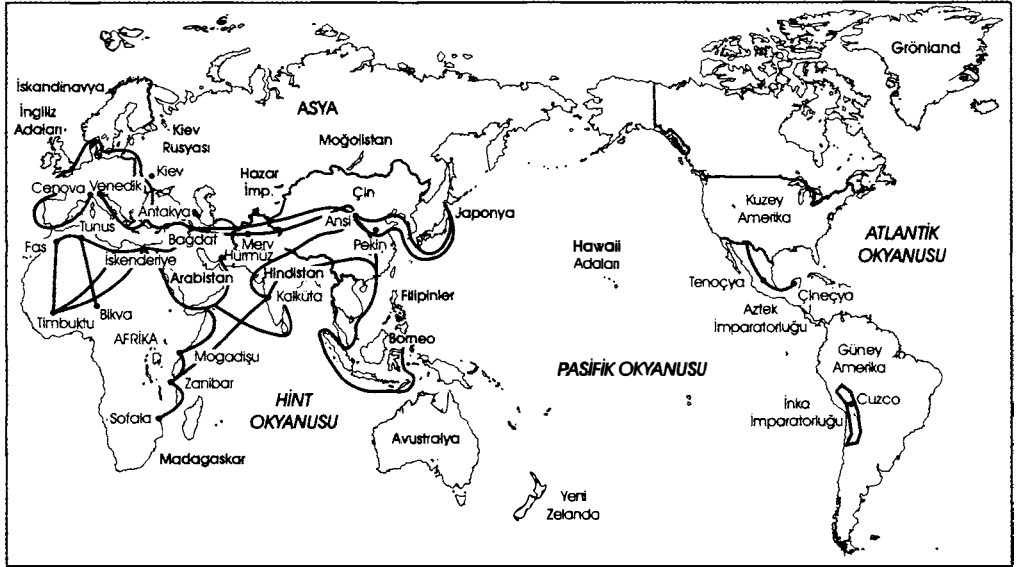 Grönland
İskandinavya
İngiliz
Adaları
ASYA
Kiev
Rusyası
Moğolistan
Kiev
Hazar
İmp.
Çin
Cenova
Venedik
Antakya
Ansi
Japonya
Kuzey
Amerika
Tunus
Fas
Bağdat
Merv
Pekin
ATLANTİK
OKYANUSU
İskenderiye
Hürmüz
Hawaii
Adaları
Arabistan
Hindistan
Tenoçya
Çineçya
Kalküta
Filipinler
Aztek
İmparatorluğu
Timbuktu
Bikva
AFRİKA
Borneo
Güney
Amerika
Mogadişu
PASİFİK OKYANUSU
Zanibar
HİNT
OKYANUSU
İnka
İmparatorluğu
Cuzco
Sofala
Avustralya
Madagaskar
Yeni
Zelanda